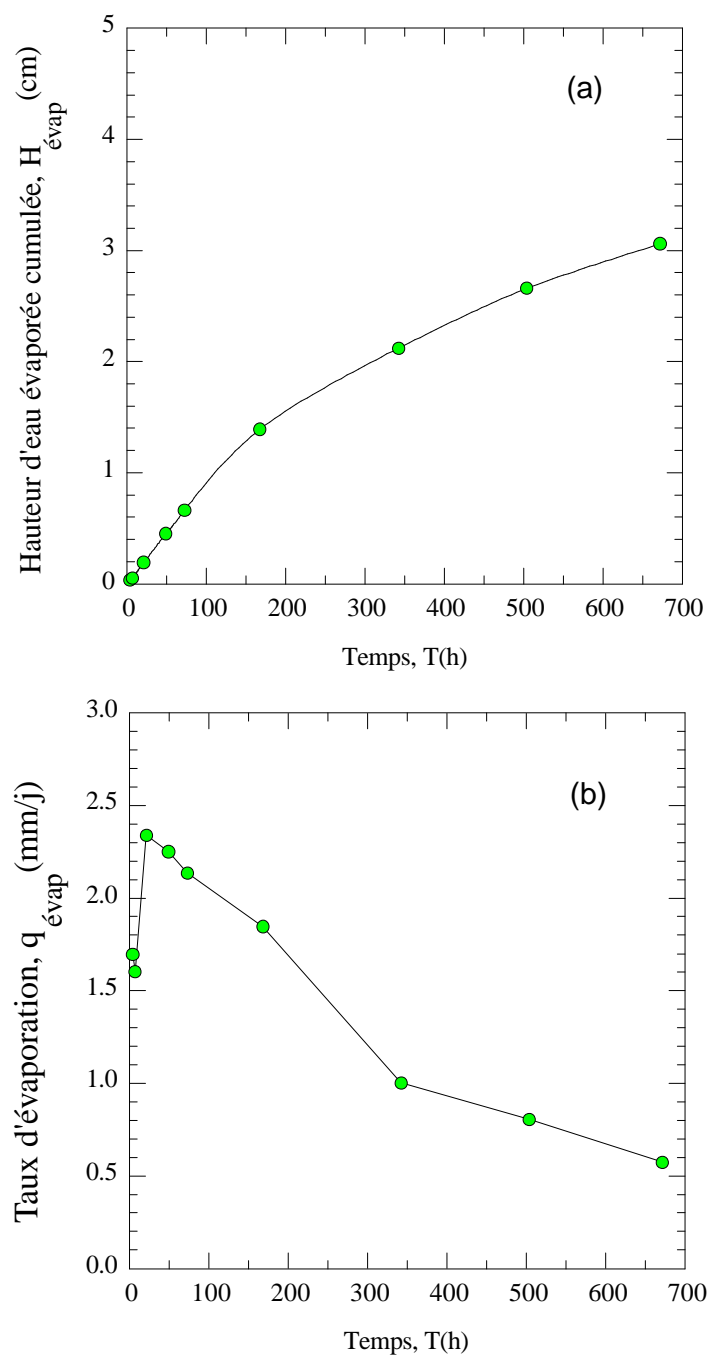 5
4
3
2
1
0
(a)
Hauteur d'eau évaporée cumulée, H évap (cm)
0 100 200 300 400 500 600 700
Temps, T(h)
3.0
2.5
2.0
1.5
1.0
0.5
0.0
(b)
Taux d'évaporation, q évap (mm/j)
0 100 200 300 400 500 600 700
Temps, T(h)